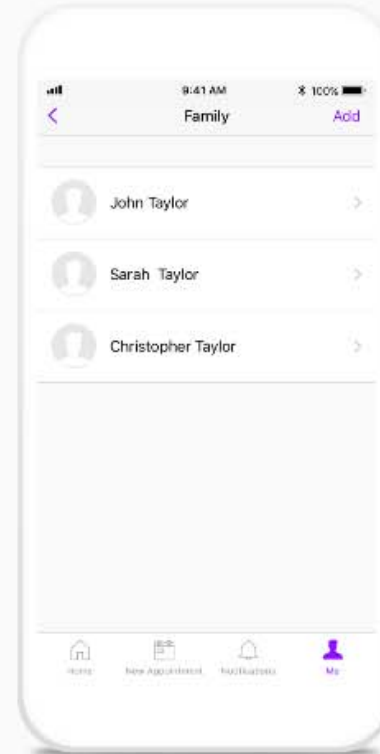 9:41 AM 100%
Family Add
John Taylor
Sarah Taylor
Christopher Taylor
Home New Appointment Notifications Me